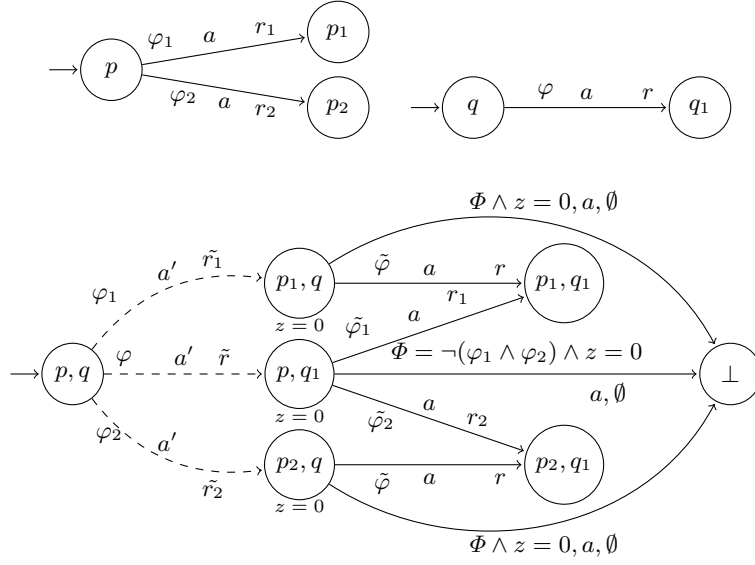 φ₁ a r₁ p₁
p
φ₂ a r₂ p₂
q φ a r q₁
Φ ∧ z = 0, a, ∅
φ₁ a′ r̃₁ p₁, q φ̃ a r p₁, q₁
z = 0
φ̃₁ a r₁
p, q φ a′ r̃ p, q₁ Φ = ¬(φ₁ ∧ φ₂) ∧ z = 0 ⊥
z = 0 a, ∅
φ̃₂ a r₂
φ₂ a′ r̃₂ p₂, q φ̃ a r p₂, q₁
z = 0
Φ ∧ z = 0, a, ∅